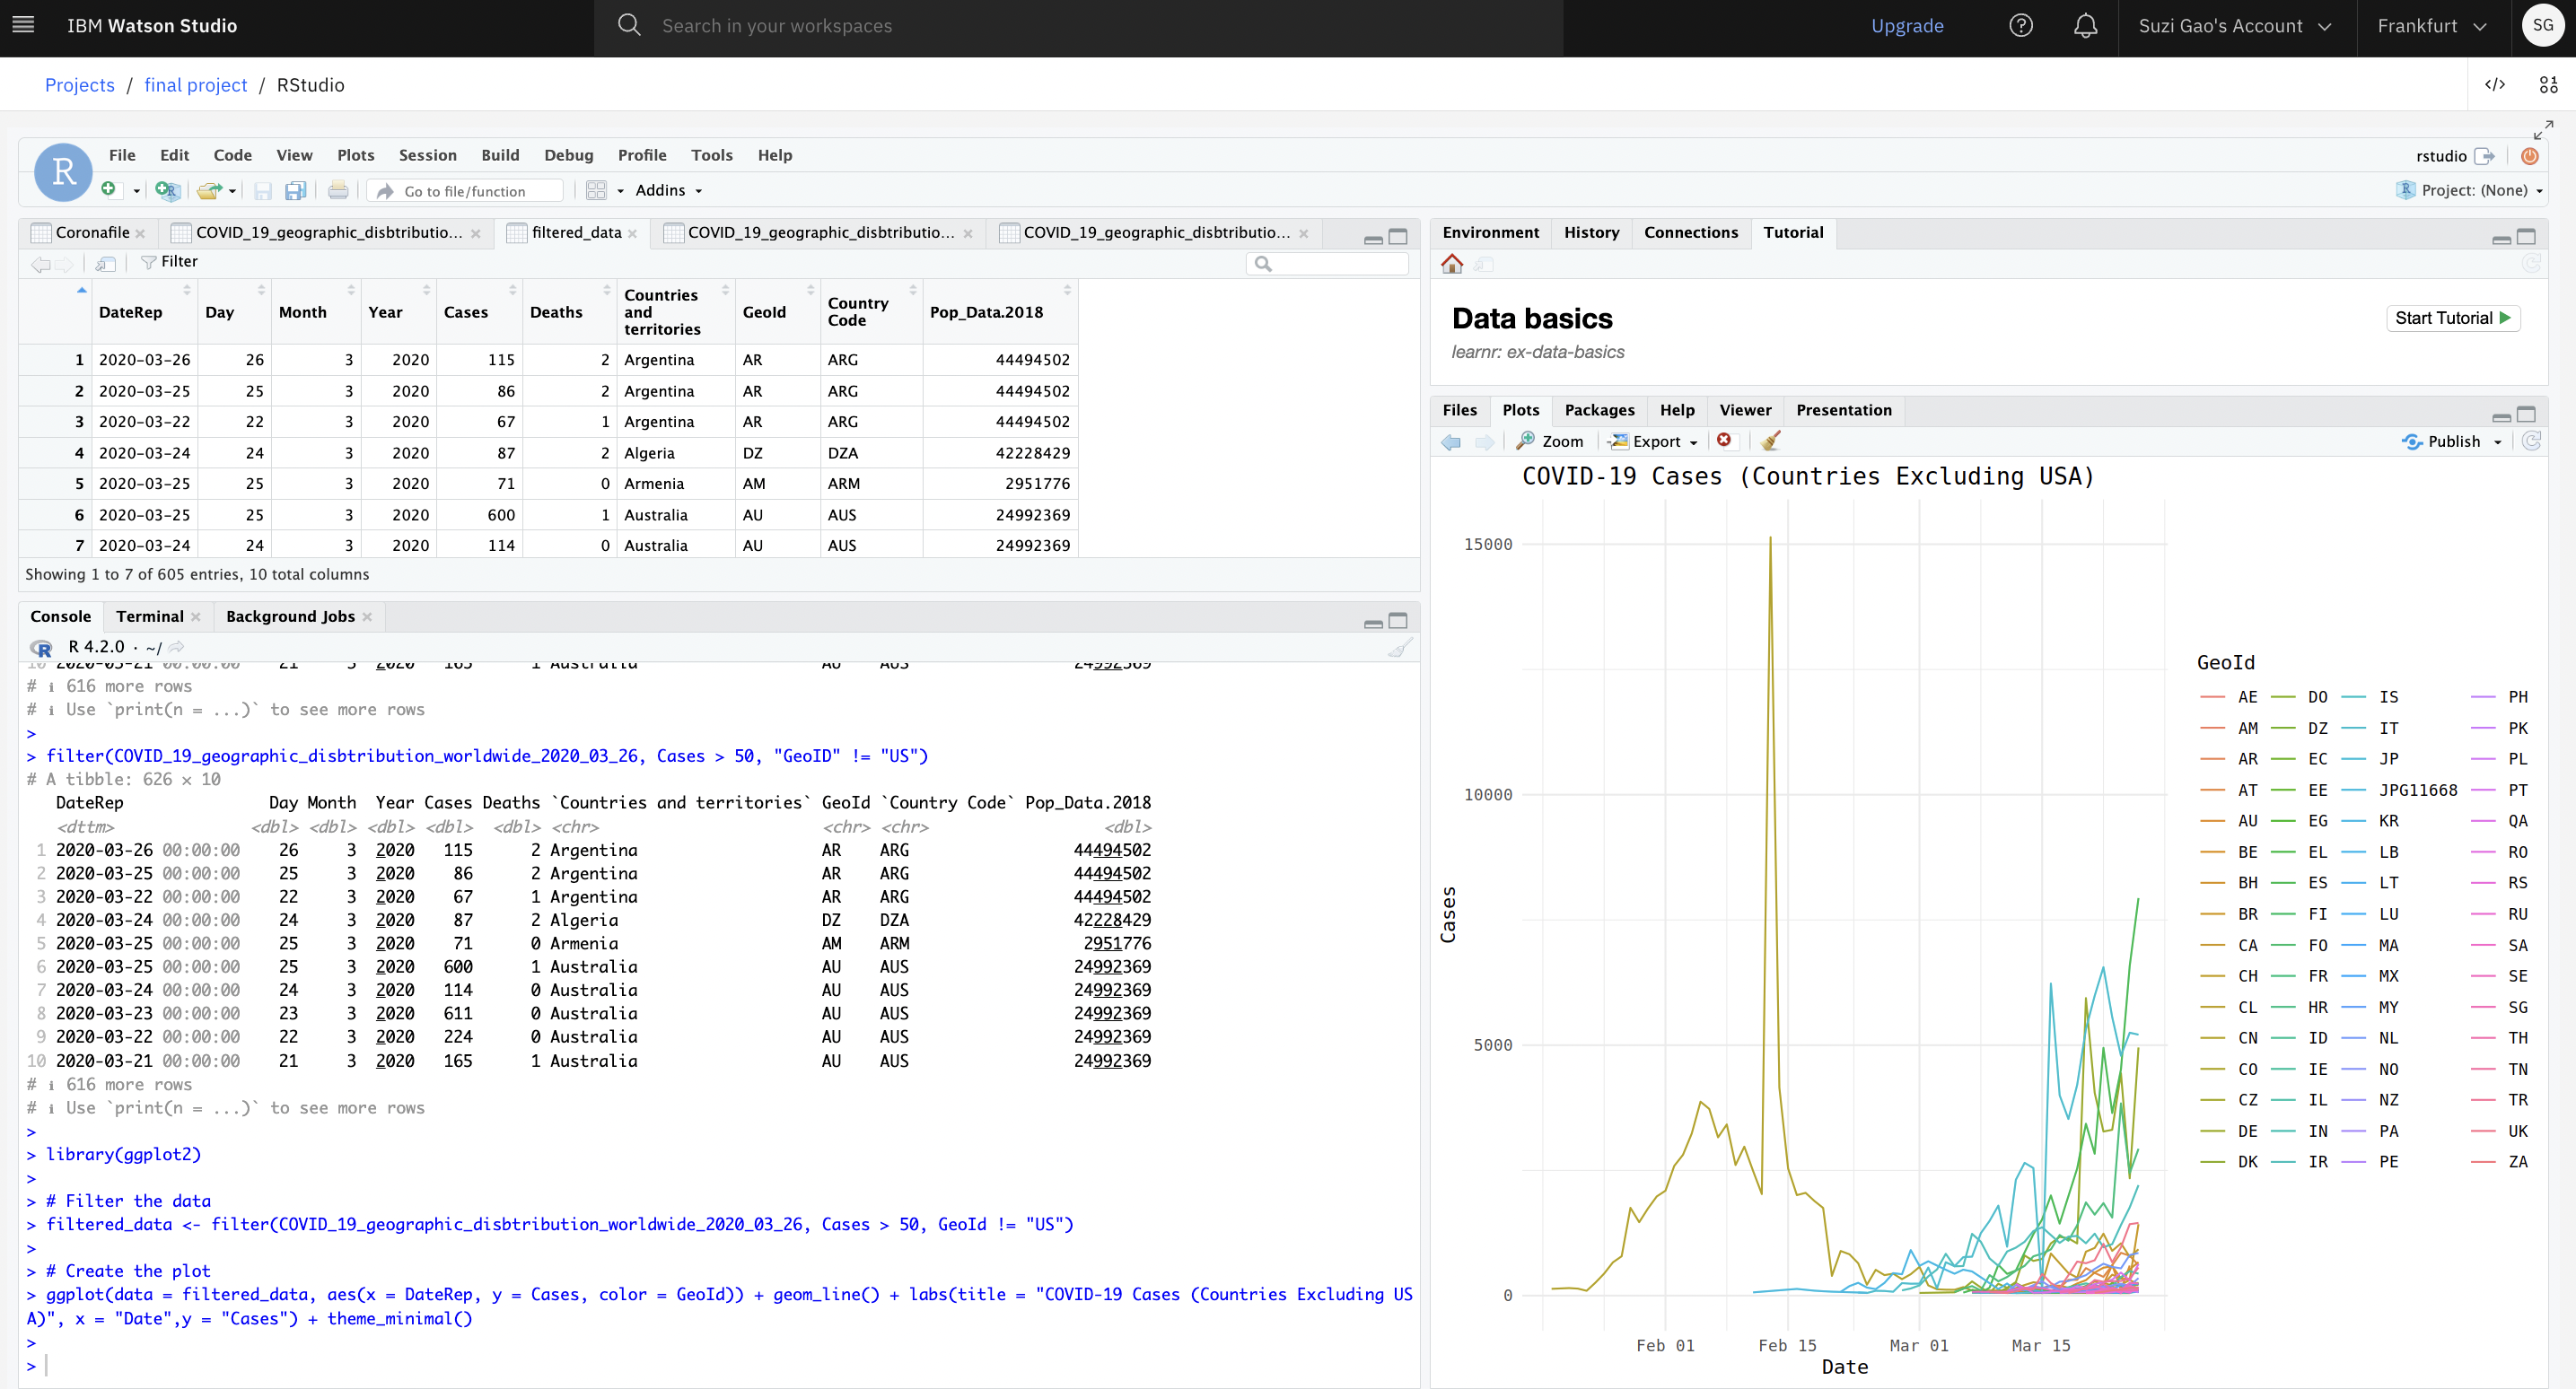 IBM Watson Studio
Search in your workspaces
Upgrade
Suzi Gao's Account
Frankfurt
SG
Projects / final project / RStudio
</>
R
File Edit Code View Plots Session Build Debug Profile Tools Help
rstudio
Go to file/function
Addins
Project: (None)
Coronafile
COVID_19_geographic_disbtributio...
filtered_data
COVID_19_geographic_disbtributio...
COVID_19_geographic_disbtributio...
Filter
DateRep Day Month Year Cases Deaths Countries and territories GeoId Country Code Pop_Data.2018
1 2020-03-26 26 3 2020 115 2 Argentina AR ARG 44494502
2 2020-03-25 25 3 2020 86 2 Argentina AR ARG 44494502
3 2020-03-22 22 3 2020 67 1 Argentina AR ARG 44494502
4 2020-03-24 24 3 2020 87 2 Algeria DZ DZA 42228429
5 2020-03-25 25 3 2020 71 0 Armenia AM ARM 2951776
6 2020-03-25 25 3 2020 600 1 Australia AU AUS 24992369
7 2020-03-24 24 3 2020 114 0 Australia AU AUS 24992369
Showing 1 to 7 of 605 entries, 10 total columns
Console Terminal Background Jobs
R 4.2.0 · ~/
10 2020-03-21 00:00:00 21 3 2020 165 1 Australia AU AUS 24992369
# ℹ 616 more rows
# ℹ Use `print(n = ...)` to see more rows
>
> filter(COVID_19_geographic_disbtribution_worldwide_2020_03_26, Cases > 50, "GeoID" != "US")
# A tibble: 626 × 10
DateRep Day Month Year Cases Deaths `Countries and territories` GeoId `Country Code` Pop_Data.2018
<dttm> <dbl> <dbl> <dbl> <dbl> <dbl> <chr> <chr> <chr> <dbl>
1 2020-03-26 00:00:00 26 3 2020 115 2 Argentina AR ARG 44494502
2 2020-03-25 00:00:00 25 3 2020 86 2 Argentina AR ARG 44494502
3 2020-03-22 00:00:00 22 3 2020 67 1 Argentina AR ARG 44494502
4 2020-03-24 00:00:00 24 3 2020 87 2 Algeria DZ DZA 42228429
5 2020-03-25 00:00:00 25 3 2020 71 0 Armenia AM ARM 2951776
6 2020-03-25 00:00:00 25 3 2020 600 1 Australia AU AUS 24992369
7 2020-03-24 00:00:00 24 3 2020 114 0 Australia AU AUS 24992369
8 2020-03-23 00:00:00 23 3 2020 611 0 Australia AU AUS 24992369
9 2020-03-22 00:00:00 22 3 2020 224 0 Australia AU AUS 24992369
10 2020-03-21 00:00:00 21 3 2020 165 1 Australia AU AUS 24992369
# ℹ 616 more rows
# ℹ Use `print(n = ...)` to see more rows
>
> library(ggplot2)
>
> # Filter the data
> filtered_data <- filter(COVID_19_geographic_disbtribution_worldwide_2020_03_26, Cases > 50, GeoId != "US")
>
> # Create the plot
> ggplot(data = filtered_data, aes(x = DateRep, y = Cases, color = GeoId)) + geom_line() + labs(title = "COVID-19 Cases (Countries Excluding US
A)", x = "Date",y = "Cases") + theme_minimal()
>
>
Environment History Connections Tutorial
Data basics
Start Tutorial
learnr: ex-data-basics
Files Plots Packages Help Viewer Presentation
Zoom Export Publish
COVID-19 Cases (Countries Excluding USA)
15000
10000
5000
0
Cases
Feb 01 Feb 15 Mar 01 Mar 15
Date
GeoId
AE DO IS PH
AM DZ IT PK
AR EC JP PL
AT EE JPG11668 PT
AU EG KR QA
BE EL LB RO
BH ES LT RS
BR FI LU RU
CA FO MA SA
CH FR MX SE
CL HR MY SG
CN ID NL TH
CO IE NO TN
CZ IL NZ TR
DE IN PA UK
DK IR PE ZA